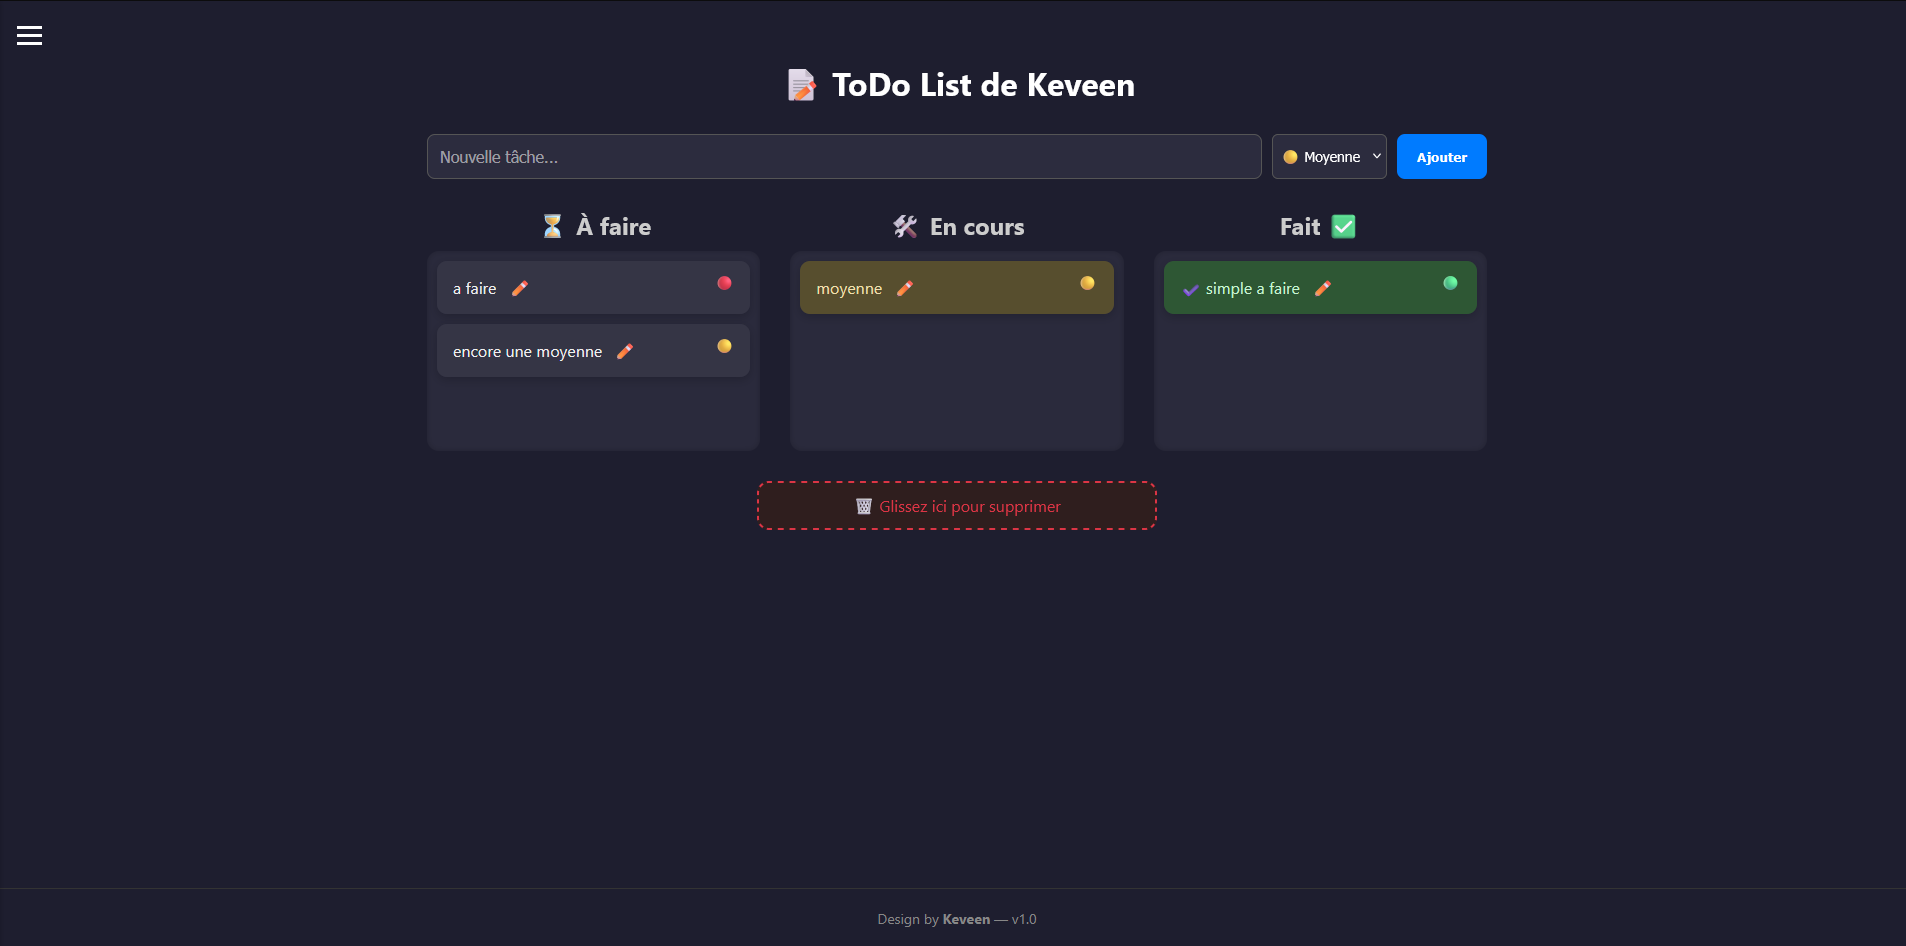 ToDo List de Keveen
Nouvelle tâche...
Moyenne
Ajouter
À faire
En cours
Fait
a faire
encore une moyenne
moyenne
simple a faire
Glissez ici pour supprimer
Design by Keveen — v1.0